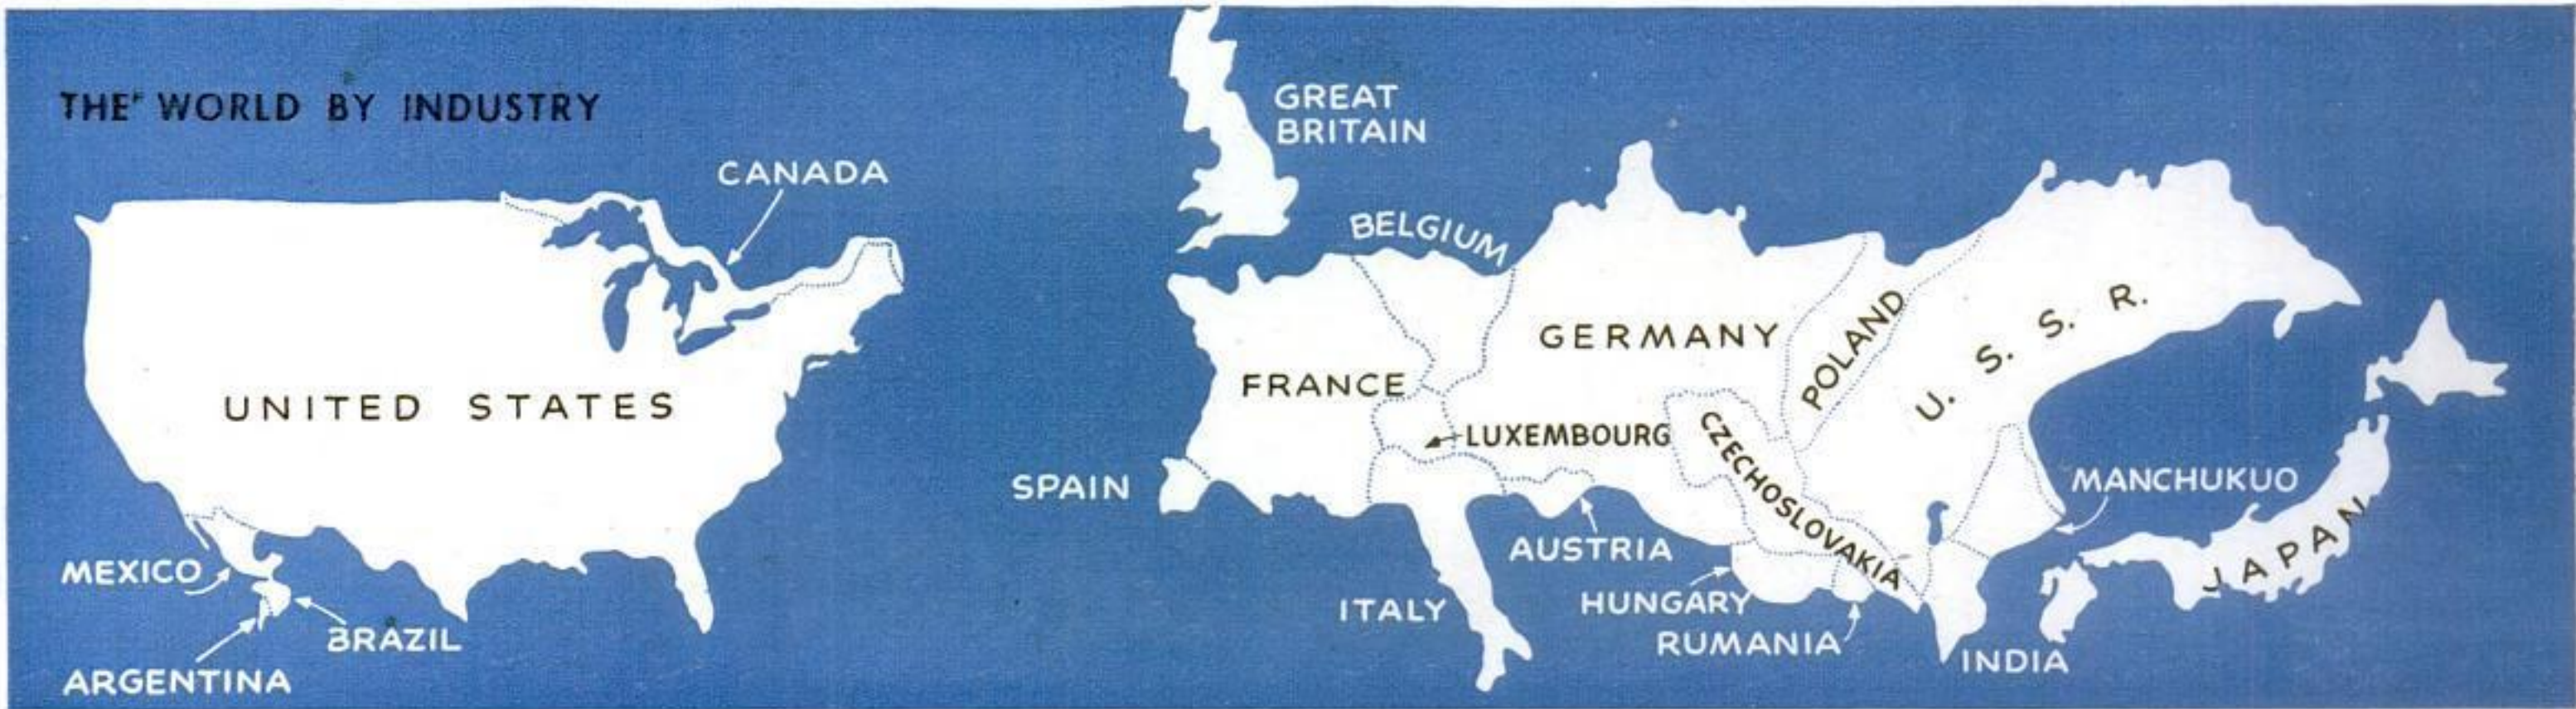 THE WORLD BY INDUSTRY
CANADA
UNITED STATES
MEXICO
BRAZIL
ARGENTINA
GREAT
BRITAIN
BELGIUM
GERMANY
POLAND
U. S. S. R.
FRANCE
LUXEMBOURG
CZECHOSLOVAKIA
SPAIN
MANCHUKUO
AUSTRIA
JAPAN
ITALY
HUNGARY
RUMANIA
INDIA